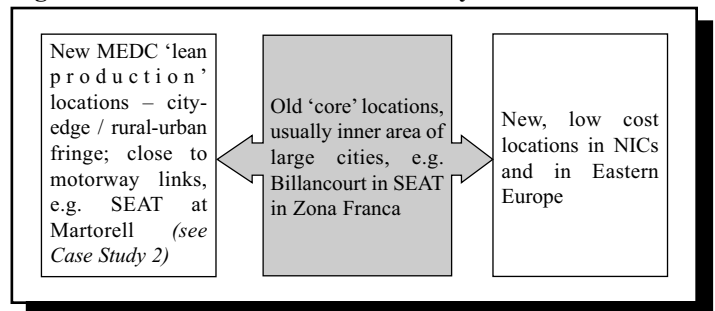 New MEDC ‘lean
production’
locations – city-
edge / rural-urban
fringe; close to
motorway links,
e.g. SEAT at
Martorell (see
Case Study 2)
Old ‘core’ locations,
usually inner area of
large cities, e.g.
Billancourt in SEAT
in Zona Franca
New, low cost
locations in NICs
and in Eastern
Europe